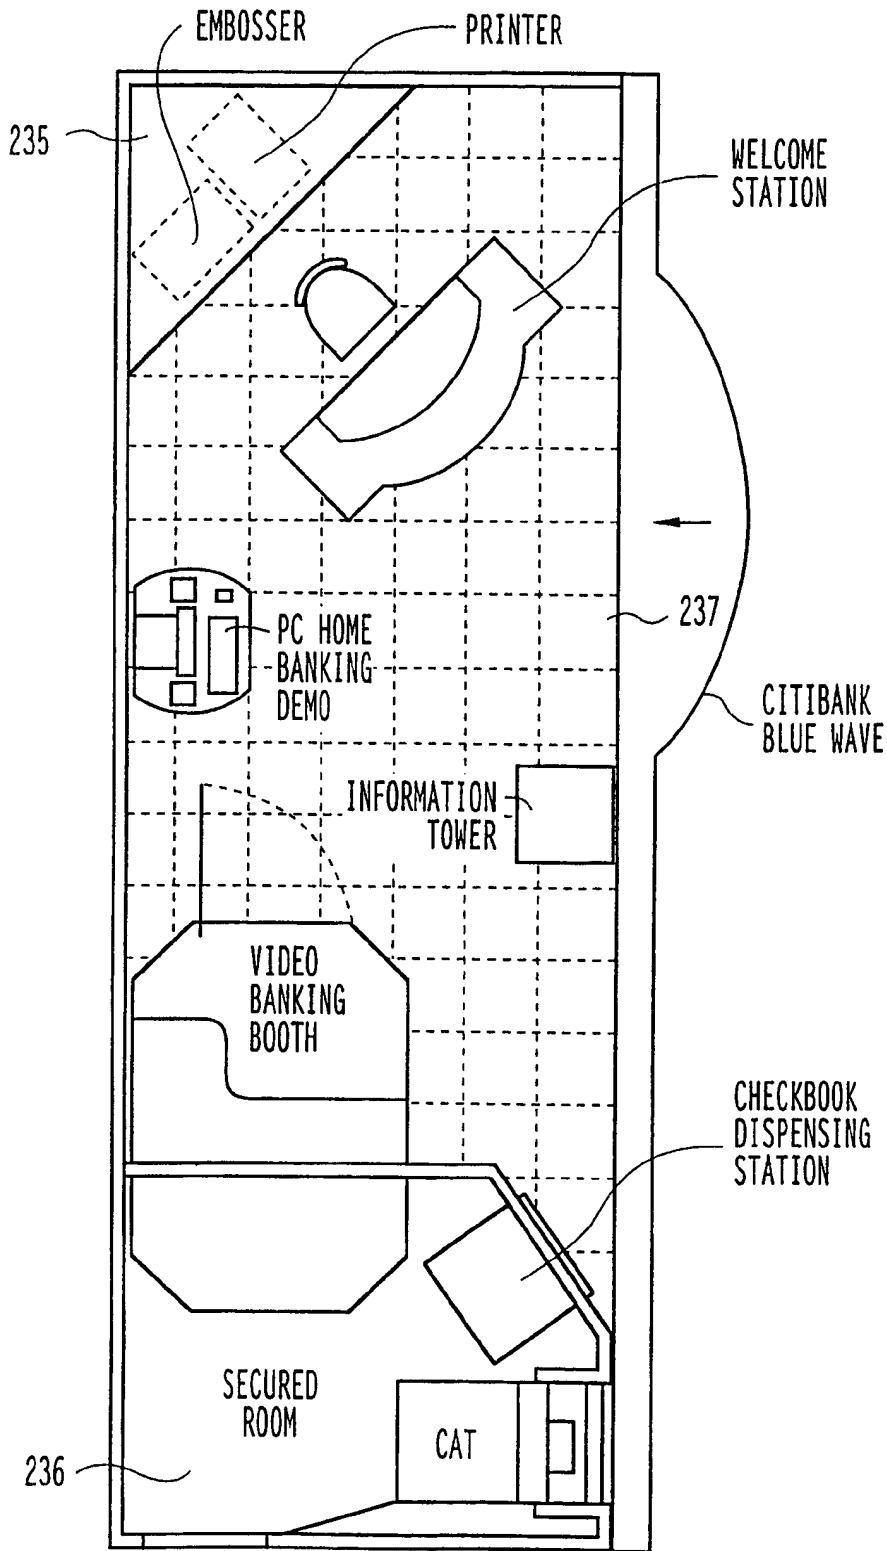 EMBOSSER
PRINTER
235
WELCOME
STATION
237
PC HOME
BANKING
DEMO
CITIBANK
BLUE WAVE
INFORMATION
TOWER
VIDEO
BANKING
BOOTH
CHECKBOOK
DISPENSING
STATION
SECURED
ROOM
CAT
236